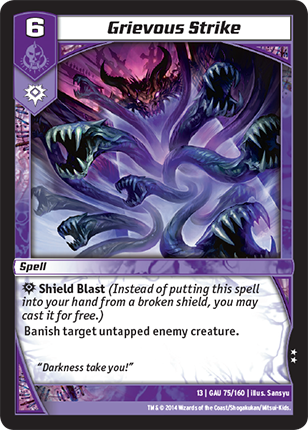 6
Grievous Strike
Spell
Shield Blast (Instead of putting this spell
into your hand from a broken shield, you may
cast it for free.)
Banish target untapped enemy creature.
"Darkness take you!"
13 | GAU 75/160 | Illus. Sansyu
TM & © 2014 Wizards of the Coast/Shogakukan/Mitsui-Kids.